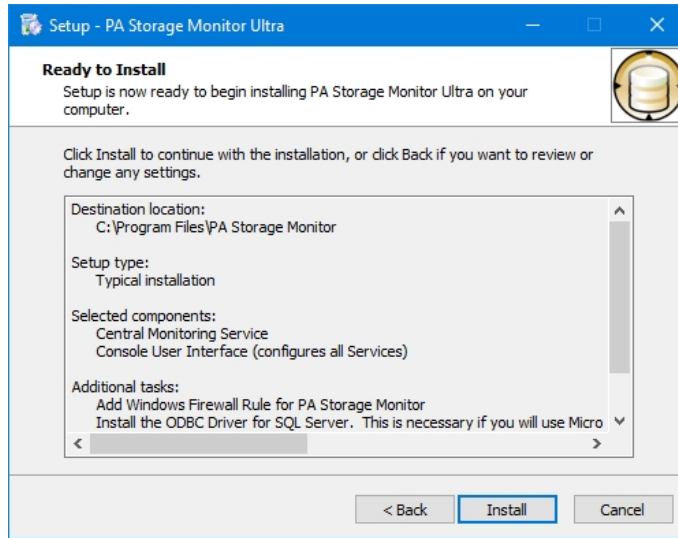 Setup - PA Storage Monitor Ultra
Ready to Install
Setup is now ready to begin installing PA Storage Monitor Ultra on your
computer.
Click Install to continue with the installation, or click Back if you want to review or
change any settings.
Destination location:
C:\Program Files\PA Storage Monitor
Setup type:
Typical installation
Selected components:
Central Monitoring Service
Console User Interface (configures all Services)
Additional tasks:
Add Windows Firewall Rule for PA Storage Monitor
Install the ODBC Driver for SQL Server.  This is necessary if you will use Micro
< Back
Install
Cancel